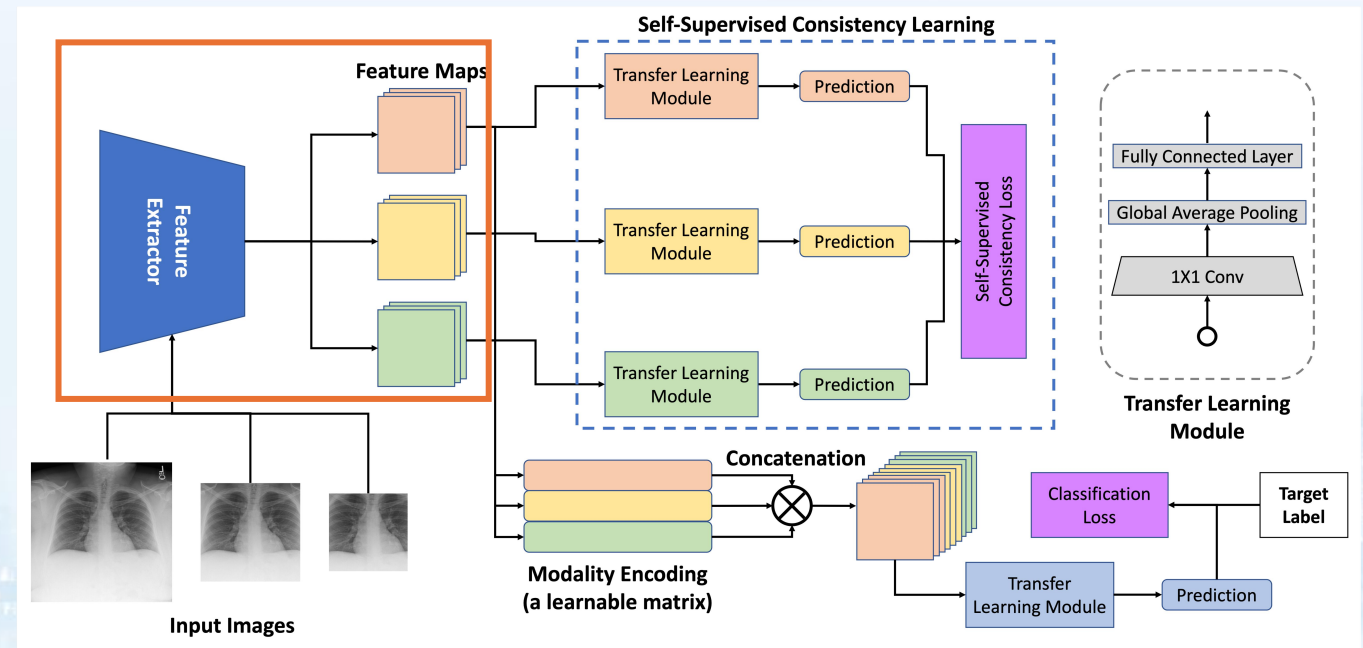 Self-Supervised Consistency Learning
Feature Maps
Feature
Extractor
Transfer Learning
Module
Prediction
Transfer Learning
Module
Prediction
Transfer Learning
Module
Prediction
Self-Supervised
Consistency Loss
Fully Connected Layer
Global Average Pooling
1X1 Conv
Transfer Learning
Module
Input Images
Modality Encoding
(a learnable matrix)
Concatenation
Classification
Loss
Target
Label
Transfer
Learning Module
Prediction